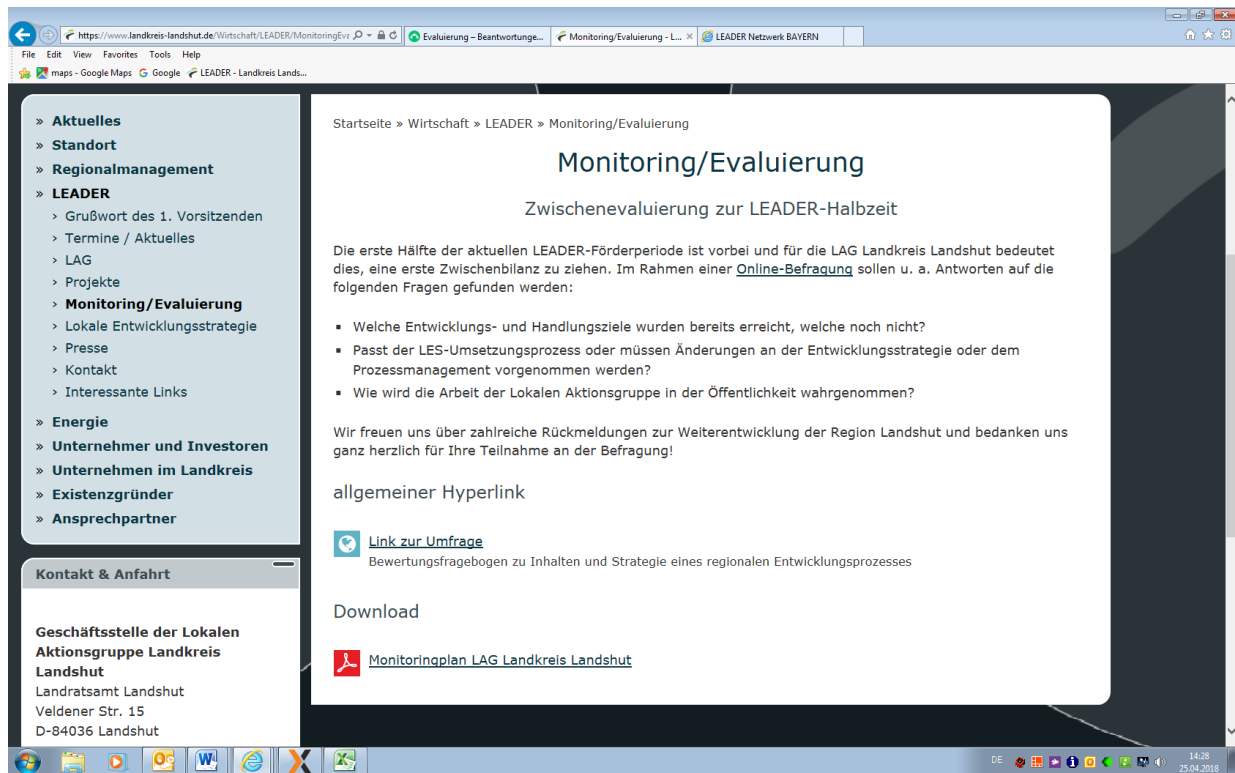 https://www.landkreis-landshut.de/Wirtschaft/LEADER/MonitoringEva
Evaluierung – Beantwortunge...
Monitoring/Evaluierung - L...
LEADER Netzwerk BAYERN
File Edit View Favorites Tools Help
maps - Google Maps Google LEADER - Landkreis Lands...
» Aktuelles
» Standort
» Regionalmanagement
» LEADER
› Grußwort des 1. Vorsitzenden
› Termine / Aktuelles
› LAG
› Projekte
› Monitoring/Evaluierung
› Lokale Entwicklungsstrategie
› Presse
› Kontakt
› Interessante Links
» Energie
» Unternehmer und Investoren
» Unternehmen im Landkreis
» Existenzgründer
» Ansprechpartner
Kontakt & Anfahrt
Geschäftsstelle der Lokalen
Aktionsgruppe Landkreis
Landshut
Landratsamt Landshut
Veldener Str. 15
D-84036 Landshut
Startseite » Wirtschaft » LEADER » Monitoring/Evaluierung
Monitoring/Evaluierung
Zwischenevaluierung zur LEADER-Halbzeit
Die erste Hälfte der aktuellen LEADER-Förderperiode ist vorbei und für die LAG Landkreis Landshut bedeutet
dies, eine erste Zwischenbilanz zu ziehen. Im Rahmen einer Online-Befragung sollen u. a. Antworten auf die
folgenden Fragen gefunden werden:
▪ Welche Entwicklungs- und Handlungsziele wurden bereits erreicht, welche noch nicht?
▪ Passt der LES-Umsetzungsprozess oder müssen Änderungen an der Entwicklungsstrategie oder dem
Prozessmanagement vorgenommen werden?
▪ Wie wird die Arbeit der Lokalen Aktionsgruppe in der Öffentlichkeit wahrgenommen?
Wir freuen uns über zahlreiche Rückmeldungen zur Weiterentwicklung der Region Landshut und bedanken uns
ganz herzlich für Ihre Teilnahme an der Befragung!
allgemeiner Hyperlink
Link zur Umfrage
Bewertungsfragebogen zu Inhalten und Strategie eines regionalen Entwicklungsprozesses
Download
Monitoringplan LAG Landkreis Landshut
DE
14:28
25.04.2018